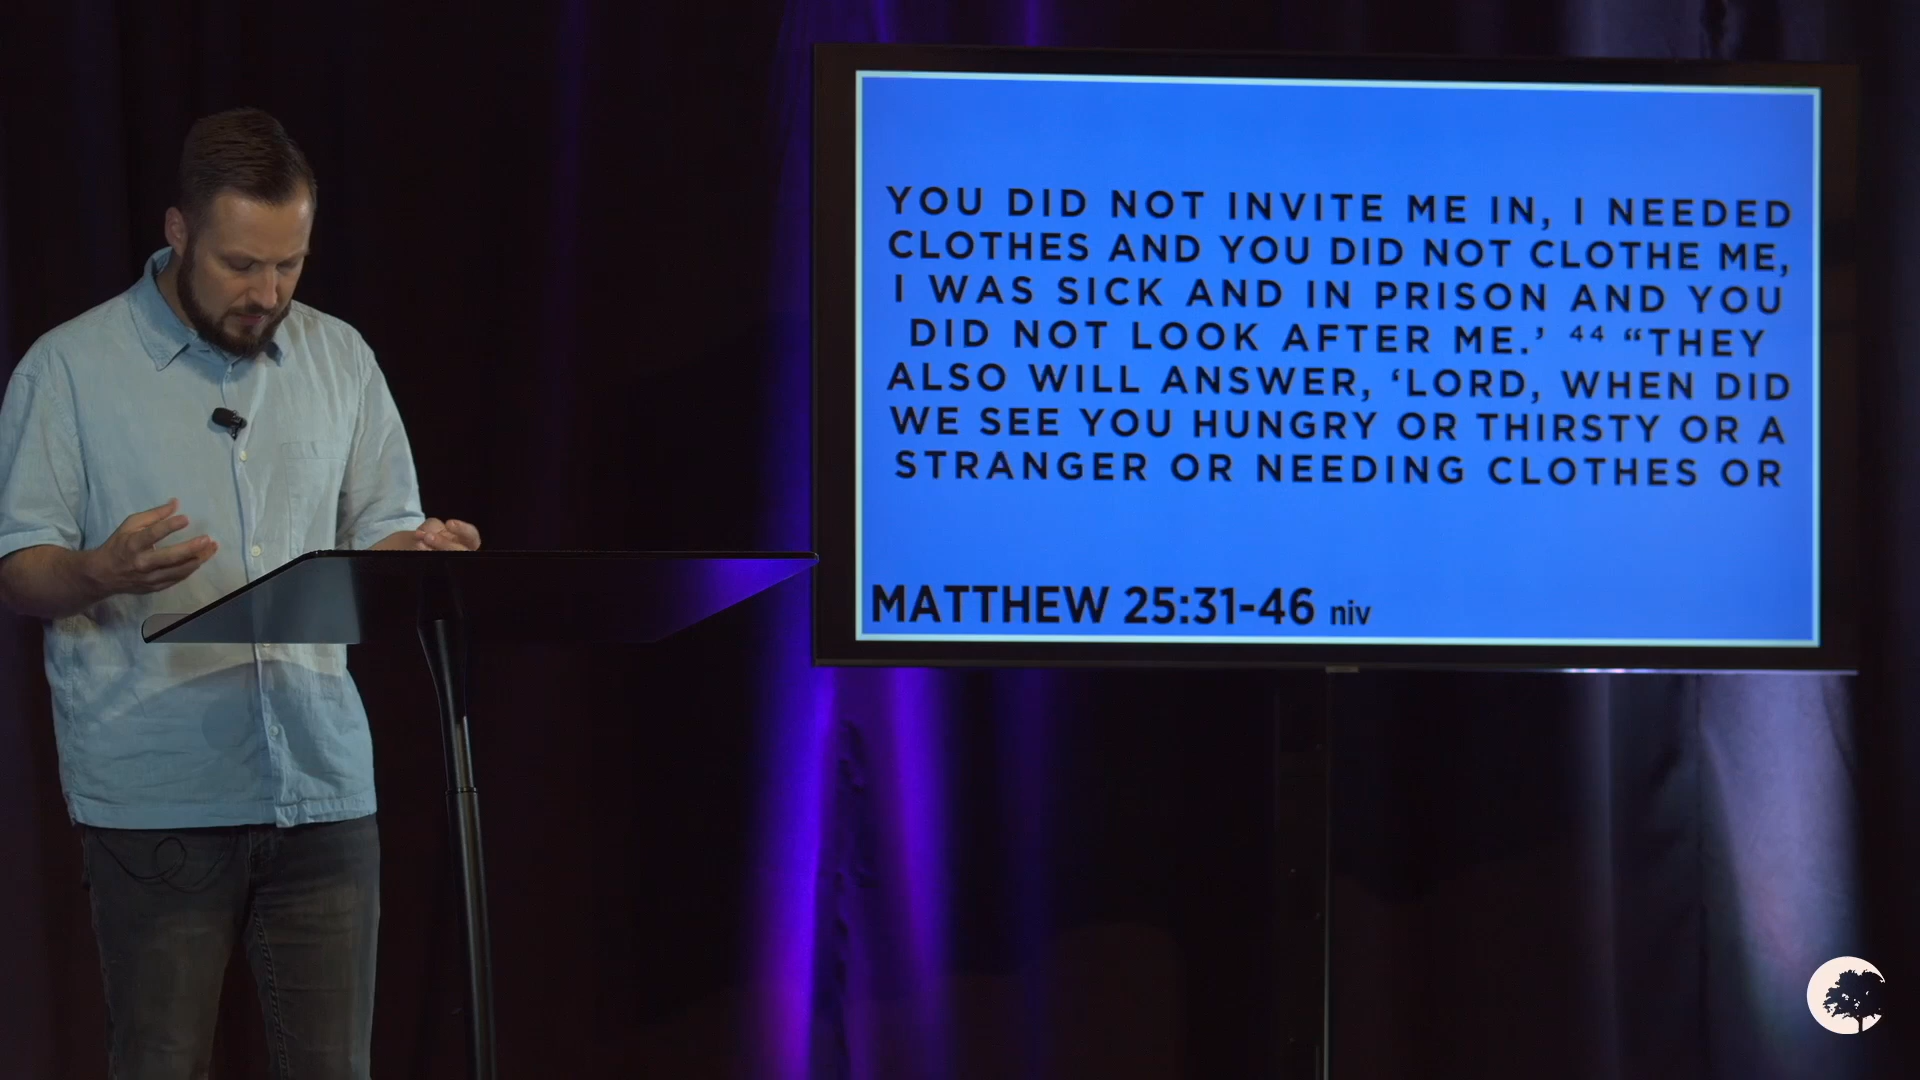 YOU DID NOT INVITE ME IN, I NEEDED
CLOTHES AND YOU DID NOT CLOTHE ME,
I WAS SICK AND IN PRISON AND YOU
DID NOT LOOK AFTER ME.’ ⁴⁴ “THEY
ALSO WILL ANSWER, ‘LORD, WHEN DID
WE SEE YOU HUNGRY OR THIRSTY OR A
STRANGER OR NEEDING CLOTHES OR
MATTHEW 25:31-46 niv